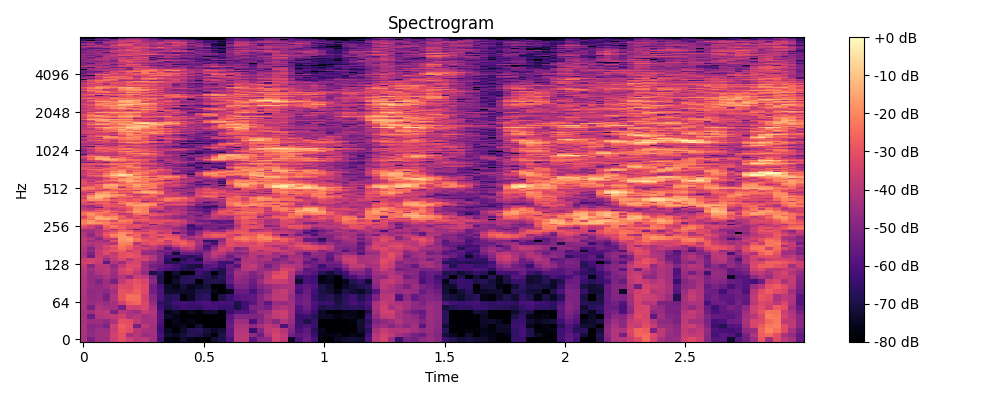 Spectrogram
Hz
4096
2048
1024
512
256
128
64
0
0
0.5
1
1.5
2
2.5
Time
+0 dB
-10 dB
-20 dB
-30 dB
-40 dB
-50 dB
-60 dB
-70 dB
-80 dB